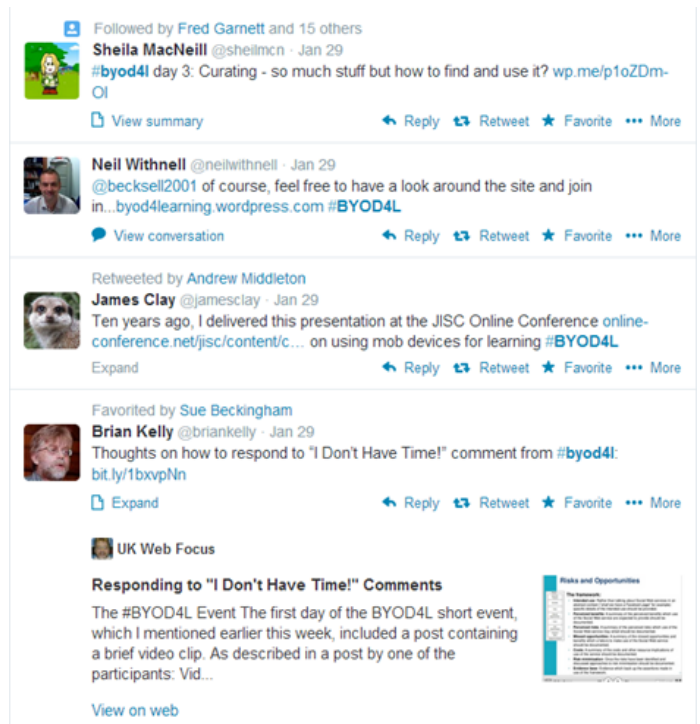 Followed by Fred Garnett and 15 others
Sheila MacNeill @sheilmcn · Jan 29
#byod4l day 3: Curating - so much stuff but how to find and use it? wp.me/p1oZDm-
OI
View summary Reply Retweet Favorite More
Neil Withnell @neilwithnell · Jan 29
@becksell2001 of course, feel free to have a look around the site and join
in...byod4learning.wordpress.com #BYOD4L
View conversation Reply Retweet Favorite More
Retweeted by Andrew Middleton
James Clay @jamesclay · Jan 29
Ten years ago, I delivered this presentation at the JISC Online Conference online-
conference.net/jisc/content/c... on using mob devices for learning #BYOD4L
Expand Reply Retweet Favorite More
Favorited by Sue Beckingham
Brian Kelly @briankelly · Jan 29
Thoughts on how to respond to "I Don't Have Time!" comment from #byod4l:
bit.ly/1bxvpNn
Expand Reply Retweet Favorite More
UK Web Focus
Responding to "I Don't Have Time!" Comments
The #BYOD4L Event The first day of the BYOD4L short event,
which I mentioned earlier this week, included a post containing
a brief video clip. As described in a post by one of the
participants: Vid...
View on web
Risks and Opportunities
The framework: